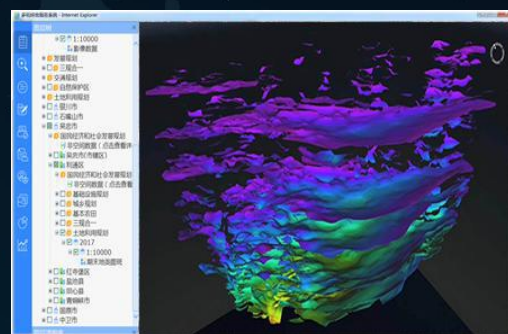 多规合一服务系统 - Internet Explorer
1:10000
影像数据
发展规划
三规合一
交通规划
自然保护区
土地利用规划
银川市
石嘴山市
吴忠市
国民经济和社会发展规划
非空间数据（点击查看详
吴忠市(市辖区)
利通区
国民经济和社会发展规划
非空间数据（点击查看
基础设施规划
城乡规划
基本农田
三规合一
土地利用规划
2017
1:10000
期末地类图斑
红寺堡区
盐池县
同心县
青铜峡市
固原市
中卫市